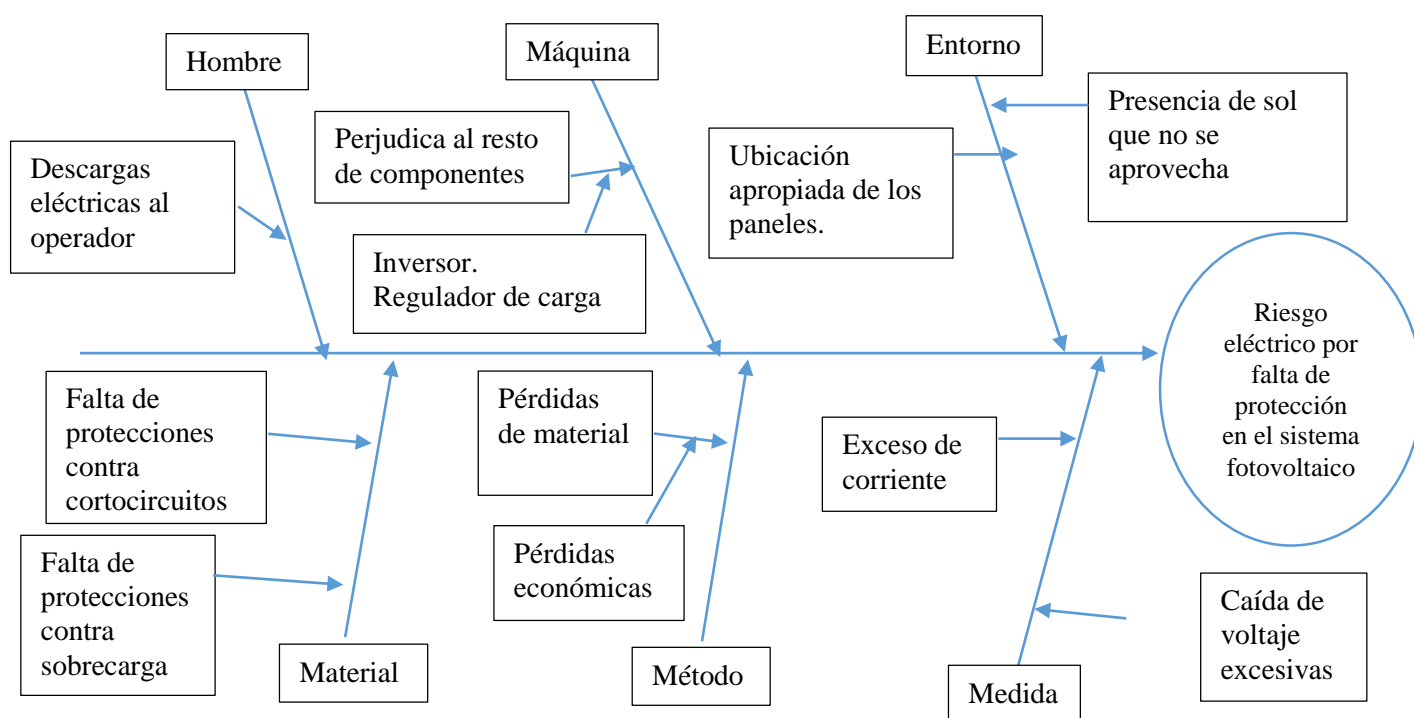 Hombre
Máquina
Entorno
Descargas
eléctricas al
operador
Perjudica al resto
de componentes
Inversor.
Regulador de carga
Ubicación
apropiada de los
paneles.
Presencia de sol
que no se
aprovecha
Riesgo
eléctrico por
falta de
protección
en el sistema
fotovoltaico
Falta de
protecciones
contra
cortocircuitos
Falta de
protecciones
contra
sobrecarga
Material
Pérdidas
de material
Pérdidas
económicas
Método
Exceso de
corriente
Caída de
voltaje
excesivas
Medida